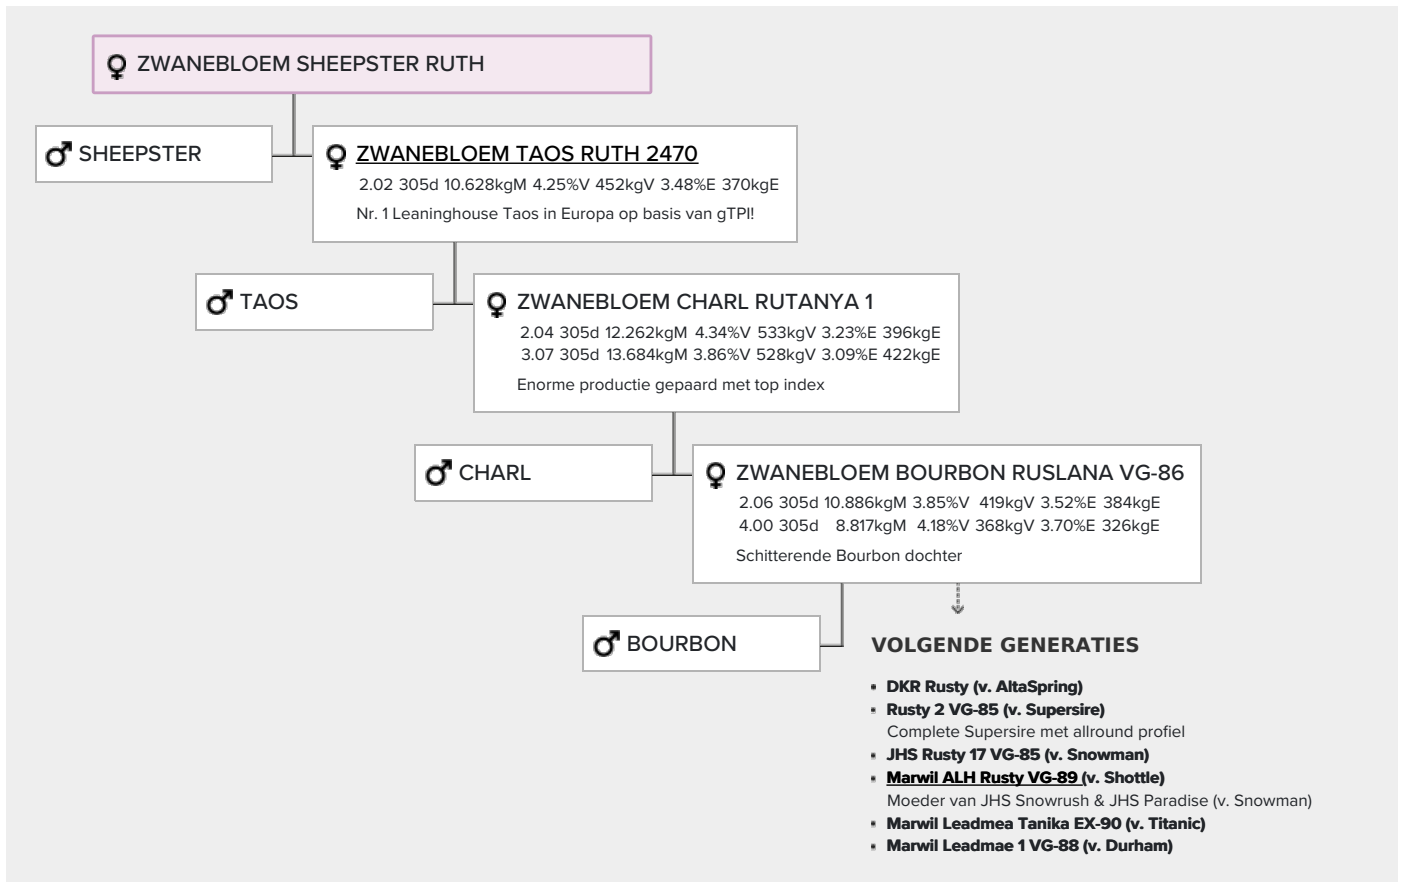 ZWANEBLOEM SHEEPSTER RUTH
SHEEPSTER
ZWANEBLOEM TAOS RUTH 2470
2.02 305d 10.628kgM 4.25%V 452kgV 3.48%E 370kgE
Nr. 1 Leaninghouse Taos in Europa op basis van gTPI!
TAOS
ZWANEBLOEM CHARL RUTANYA 1
2.04 305d 12.262kgM 4.34%V 533kgV 3.23%E 396kgE
3.07 305d 13.684kgM 3.86%V 528kgV 3.09%E 422kgE
Enorme productie gepaard met top index
CHARL
ZWANEBLOEM BOURBON RUSLANA VG-86
2.06 305d 10.886kgM 3.85%V 419kgV 3.52%E 384kgE
4.00 305d 8.817kgM 4.18%V 368kgV 3.70%E 326kgE
Schitterende Bourbon dochter
BOURBON
VOLGENDE GENERATIES
DKR Rusty (v. AltaSpring)
Rusty 2 VG-85 (v. Supersire)
Complete Supersire met allround profiel
JHS Rusty 17 VG-85 (v. Snowman)
Marwil ALH Rusty VG-89 (v. Shottle)
Moeder van JHS Snowrush & JHS Paradise (v. Snowman)
Marwil Leadmea Tanika EX-90 (v. Titanic)
Marwil Leadmae 1 VG-88 (v. Durham)